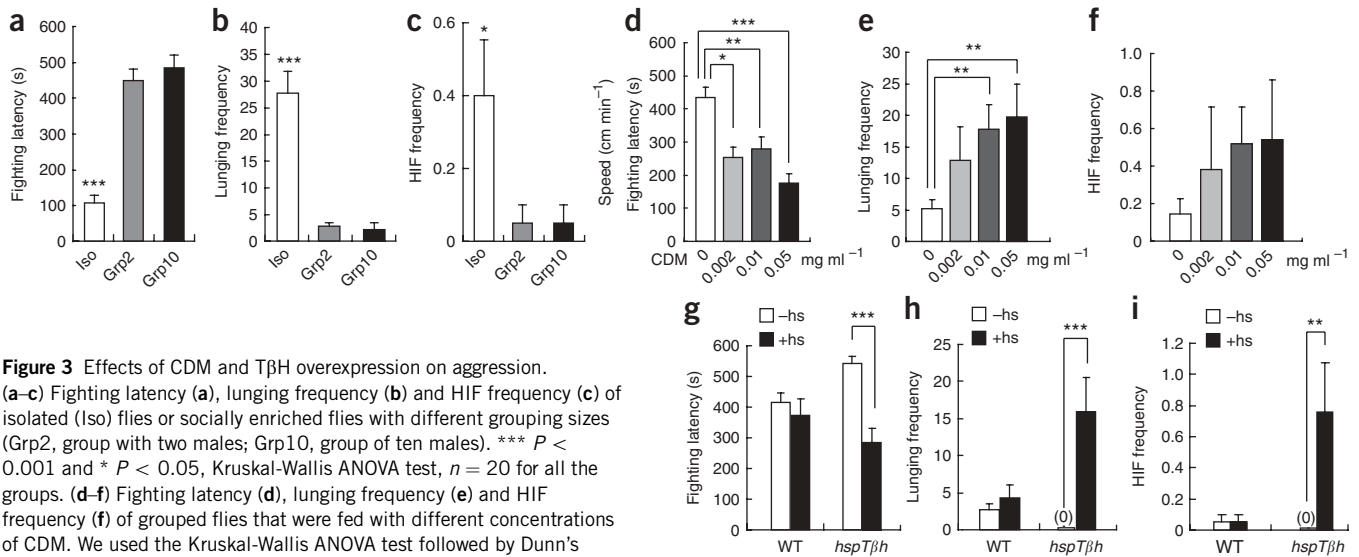 a
Fighting latency (s)
600
500
400
300
200
100
0
***
Iso
Grp2
Grp10
b
Lunging frequency
40
35
30
25
20
15
10
5
0
***
Iso
Grp2
Grp10
c
HIF frequency
0.6
0.4
0.2
0
*
Iso
Grp2
Grp10
d
Speed (cm min⁻¹)
Fighting latency (s)
600
500
400
300
200
100
0
***
**
*
CDM
0
0.002
0.01
0.05
mg ml⁻¹
e
Lunging frequency
30
25
20
15
10
5
0
**
**
0
0.002
0.01
0.05
mg ml⁻¹
f
HIF frequency
1.0
0.8
0.6
0.4
0.2
0
0
0.002
0.01
0.05
mg ml⁻¹
g
–hs
+hs
Fighting latency (s)
600
500
400
300
200
100
0
***
WT
hspTβh
h
–hs
+hs
Lunging frequency
25
20
15
10
5
0
***
(0)
WT
hspTβh
i
–hs
+hs
HIF frequency
1.2
1.0
0.8
0.6
0.4
0.2
0
**
(0)
WT
hspTβh
Figure 3 Effects of CDM and TβH overexpression on aggression.
(a–c) Fighting latency (a), lunging frequency (b) and HIF frequency (c) of
isolated (Iso) flies or socially enriched flies with different grouping sizes
(Grp2, group with two males; Grp10, group of ten males). *** P <
0.001 and * P < 0.05, Kruskal-Wallis ANOVA test, n = 20 for all the
groups. (d–f) Fighting latency (d), lunging frequency (e) and HIF
frequency (f) of grouped flies that were fed with different concentrations
of CDM. We used the Kruskal-Wallis ANOVA test followed by Dunn's